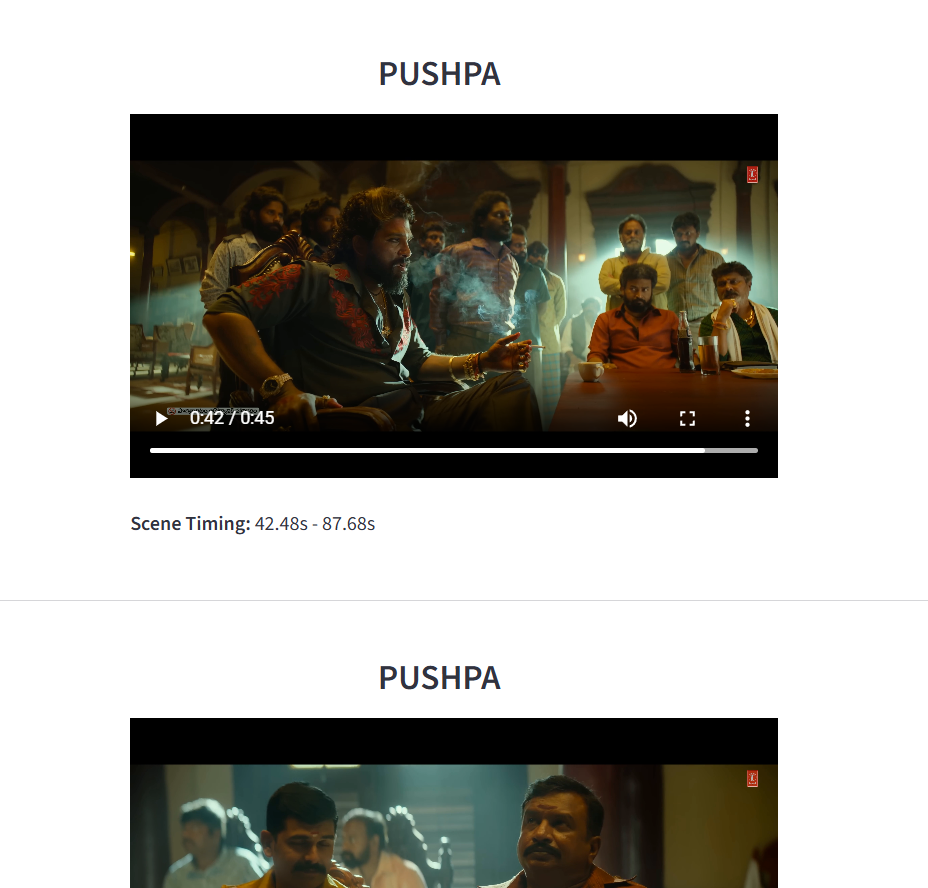 PUSHPA
0:42 / 0:45
Scene Timing: 42.48s - 87.68s
PUSHPA